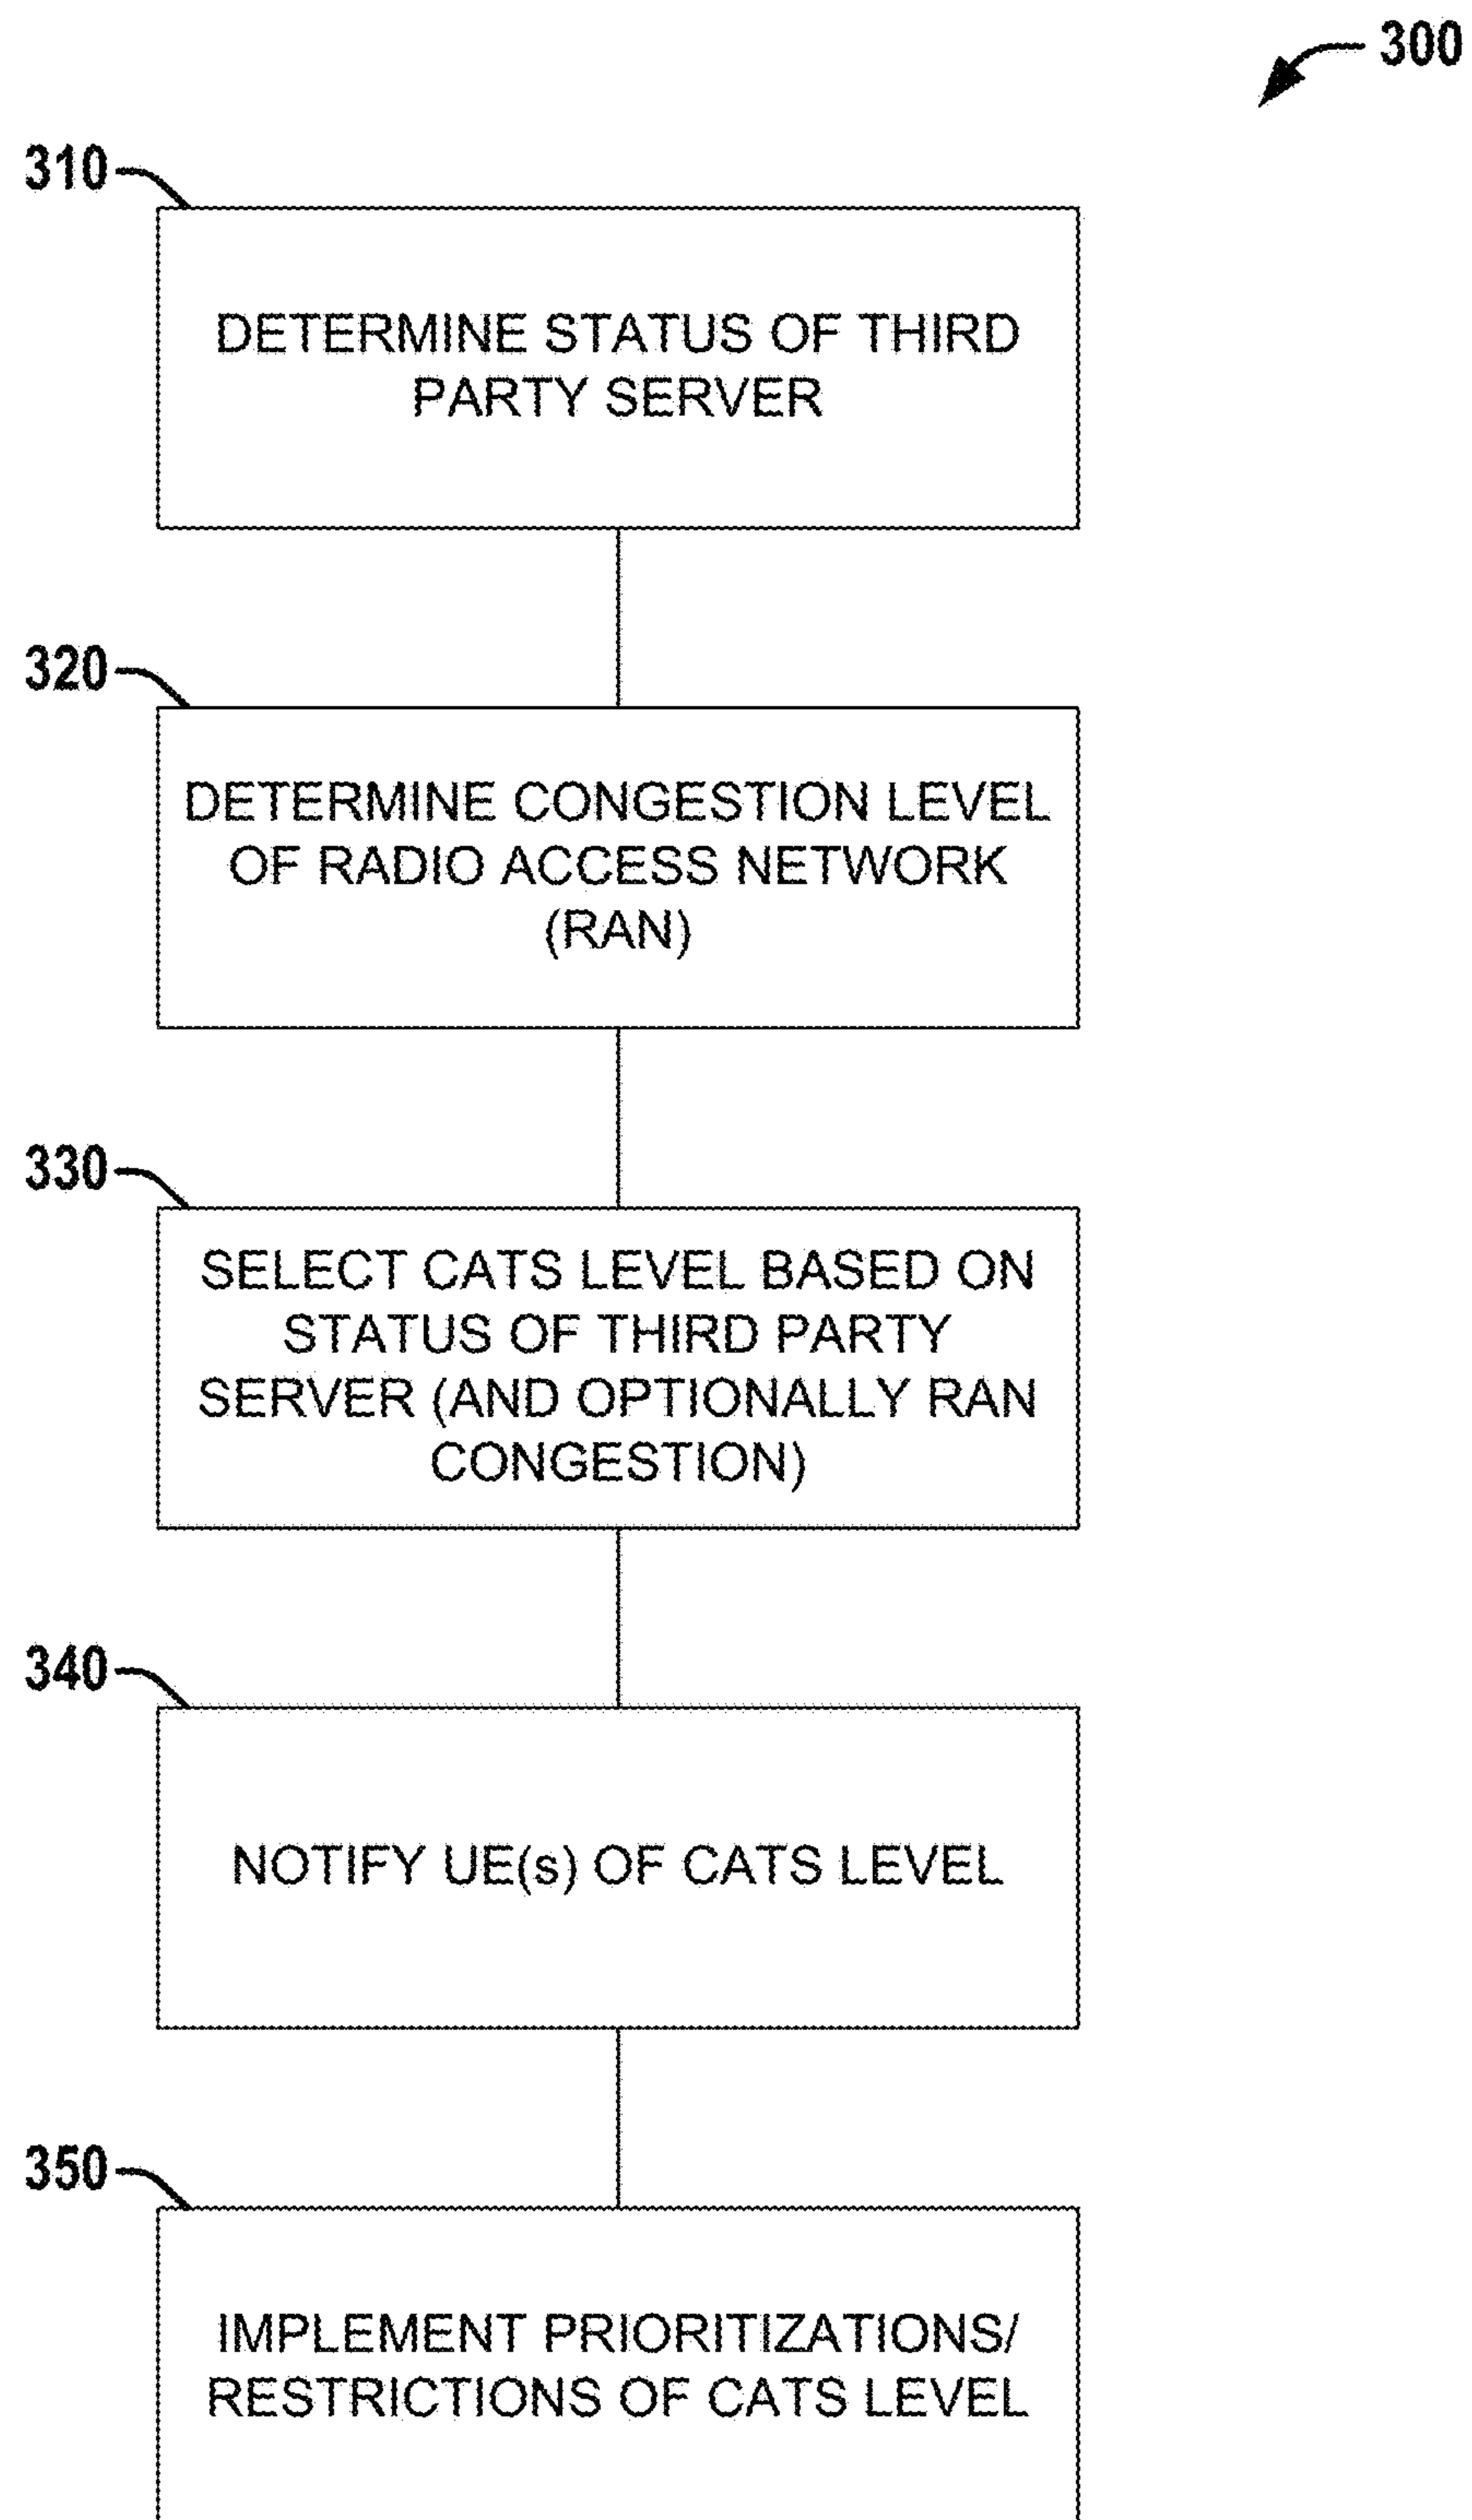 300
310
DETERMINE STATUS OF THIRD
PARTY SERVER
320
DETERMINE CONGESTION LEVEL
OF RADIO ACCESS NETWORK
(RAN)
330
SELECT CATS LEVEL BASED ON
STATUS OF THIRD PARTY
SERVER (AND OPTIONALLY RAN
CONGESTION)
340
NOTIFY UE(s) OF CATS LEVEL
350
IMPLEMENT PRIORITIZATIONS/
RESTRICTIONS OF CATS LEVEL